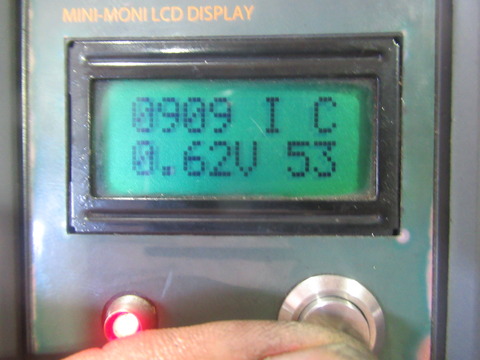 MINI-MONI LCD DISPLAY
0909 I C
0.62V 53